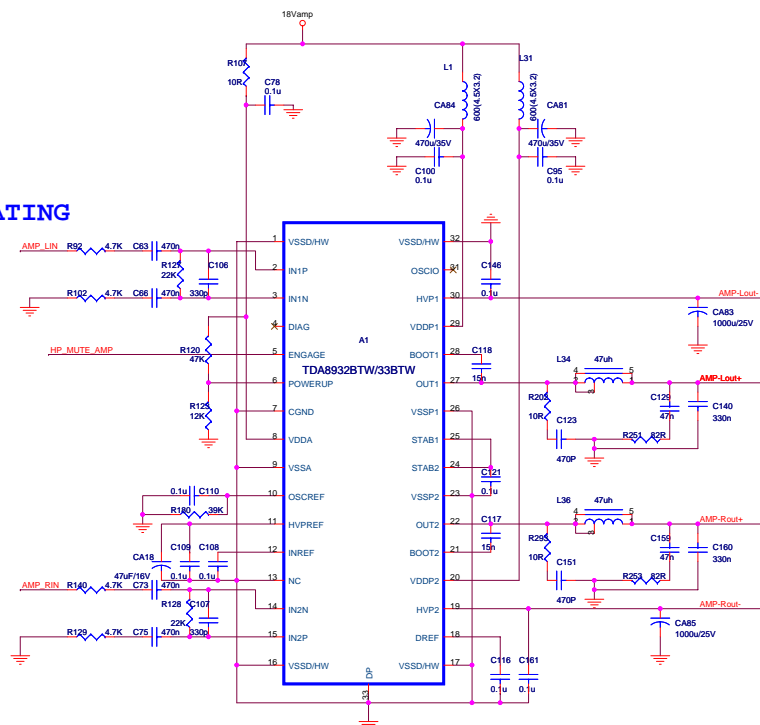 18Vamp
R107
10R
C78
0.1u
L1
600(4.5X3.2)
L31
600(4.5X3.2)
CA84
470u/35V
CA81
470u/35V
C100
0.1u
C95
0.1u
ATING
AMP_LIN
R92
4.7K
C63
470n
R127
22K
C106
330p
R102
4.7K
C66
470n
HP_MUTE_AMP
R120
47K
12K
0.1u
C110
R180
39K
CA18
47uF/16V
C109
0.1u
C108
0.1u
AMP_RIN
R140
4.7K
C73
470n
R128
22K
C107
330p
R129
4.7K
C75
470n
A1
TDA8932BTW/33BTW
1 VSSD/HW
2 IN1P
3 IN1N
4 DIAG
5 ENGAGE
6 POWERUP
7 CGND
8 VDDA
9 VSSA
10 OSCREF
11 HVPREF
12 INREF
13 NC
14 IN2N
15 IN2P
16 VSSD/HW
VSSD/HW 32
OSCIO 31
HVP1 30
VDDP1 29
BOOT1 28
OUT1 27
VSSP1 26
STAB1 25
STAB2 24
VSSP2 23
OUT2 22
BOOT2 21
VDDP2 20
HVP2 19
DREF 18
VSSD/HW 17
DP
33
C146
0.1u
AMP-Lout-
CA83
1000u/25V
C118
15n
L34
47uh
4
5
3
1
AMP-Lout+
10R
C123
470P
R251
82R
C129
47n
C140
330n
C121
0.1u
C117
15n
L36
47uh
4
5
3
1
AMP-Rout+
10R
C151
470P
R253
82R
C159
47n
C160
330n
AMP-Rout-
CA85
1000u/25V
C116
0.1u
C161
0.1u